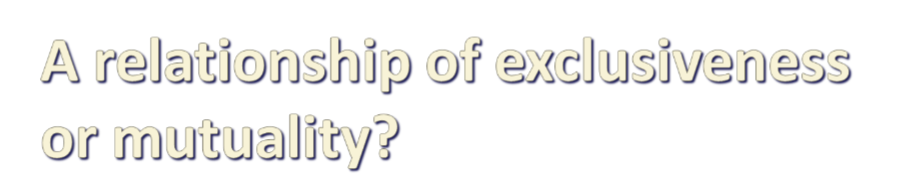 A relationship of exclusiveness
or mutuality?